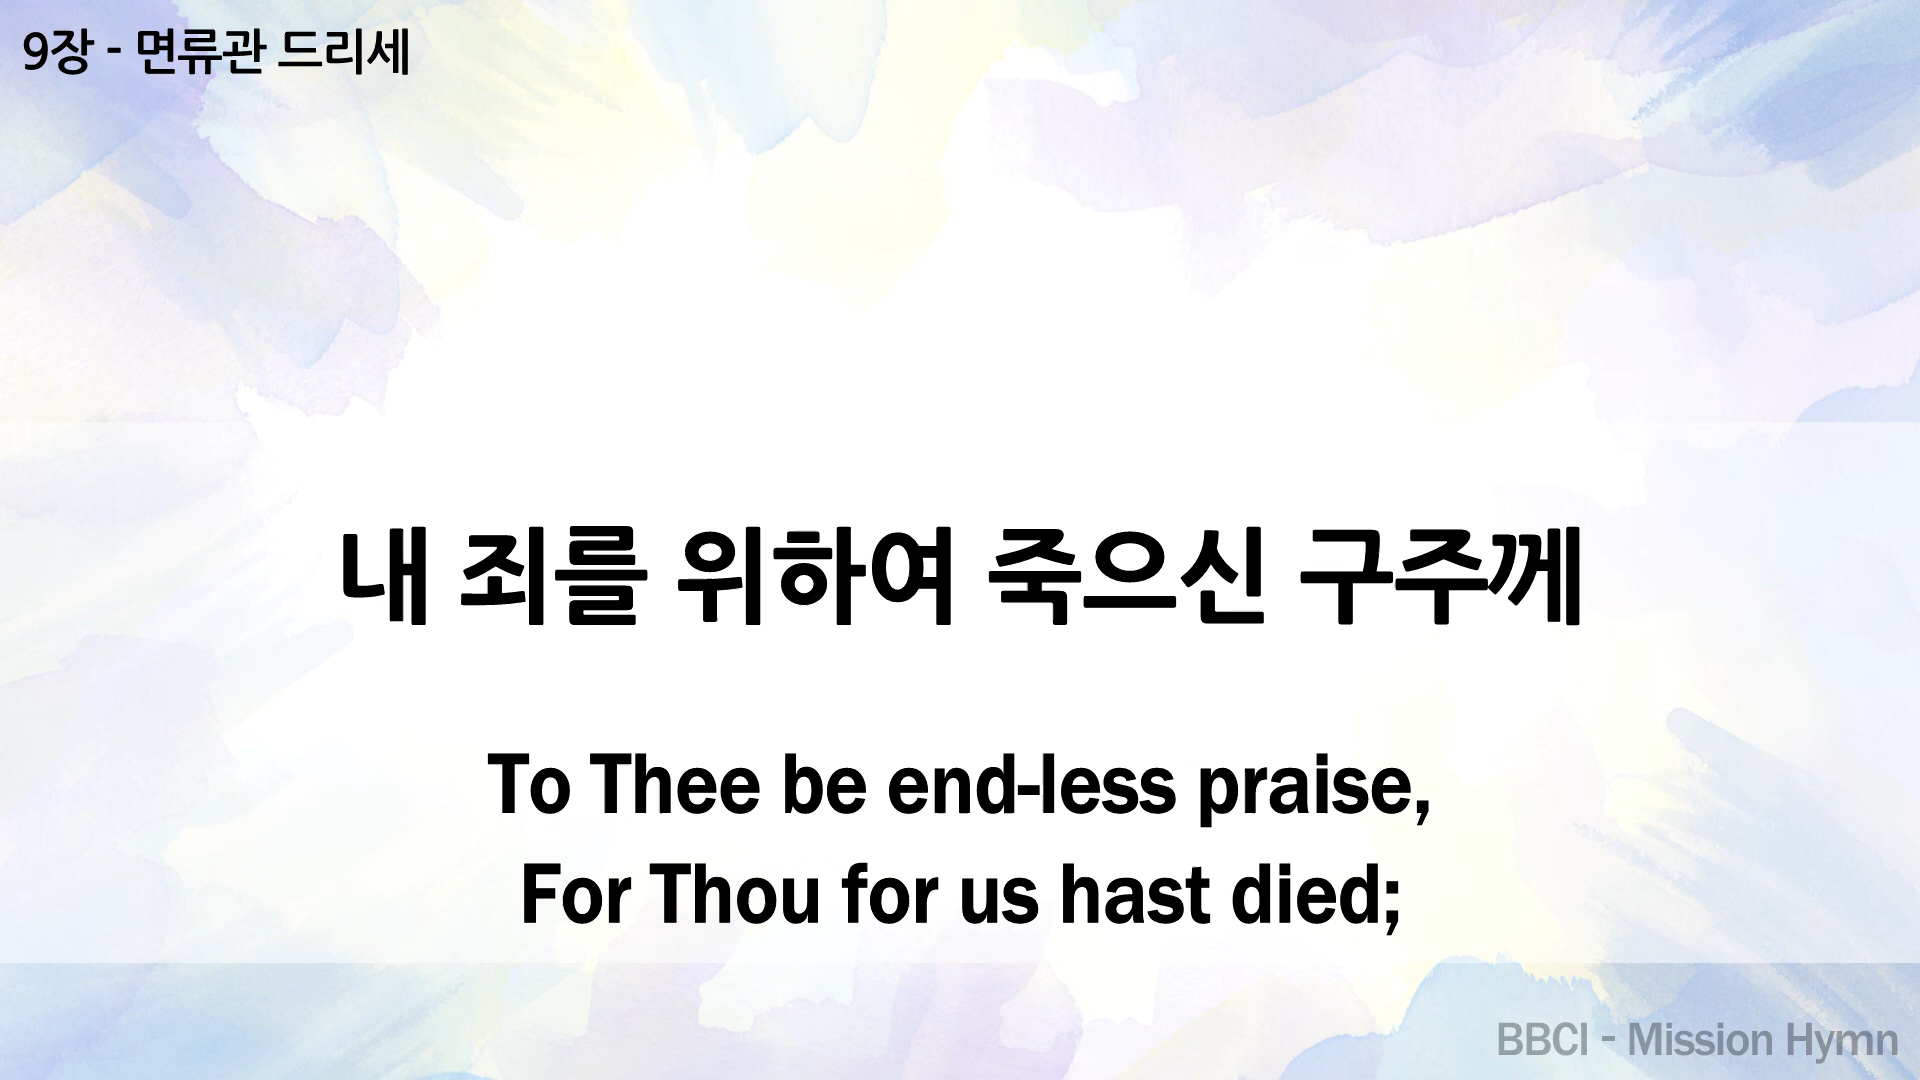 9장 - 면류관 드리세
내 죄를 위하여 죽으신 구주께
To Thee be end-less praise,
For Thou for us hast died;
BBCI - Mission Hymn